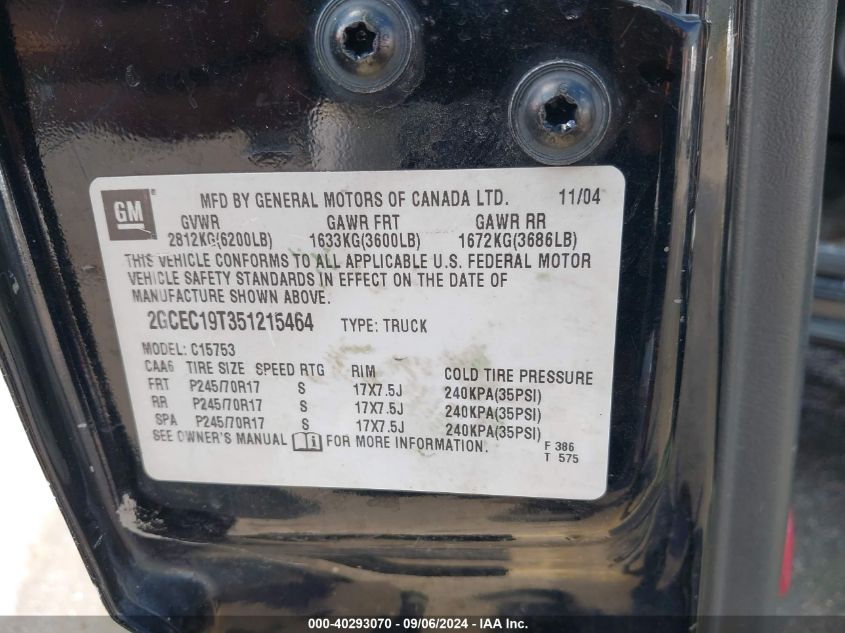 MFD BY GENERAL MOTORS OF CANADA LTD. 11/04
GM
GVWR GAWR FRT GAWR RR
2812KG(6200LB) 1633KG(3600LB) 1672KG(3686LB)
THIS VEHICLE CONFORMS TO ALL APPLICABLE U.S. FEDERAL MOTOR
VEHICLE SAFETY STANDARDS IN EFFECT ON THE DATE OF
MANUFACTURE SHOWN ABOVE.
2GCEC19T351215464 TYPE: TRUCK
MODEL: C15753
CAA6 TIRE SIZE SPEED RTG RIM COLD TIRE PRESSURE
FRT P245/70R17 S 17X7.5J 240KPA(35PSI)
RR P245/70R17 S 17X7.5J 240KPA(35PSI)
SPA P245/70R17 S 17X7.5J 240KPA(35PSI)
SEE OWNER'S MANUAL FOR MORE INFORMATION.
F 386
T 575
000-40293070 - 09/06/2024 - IAA Inc.